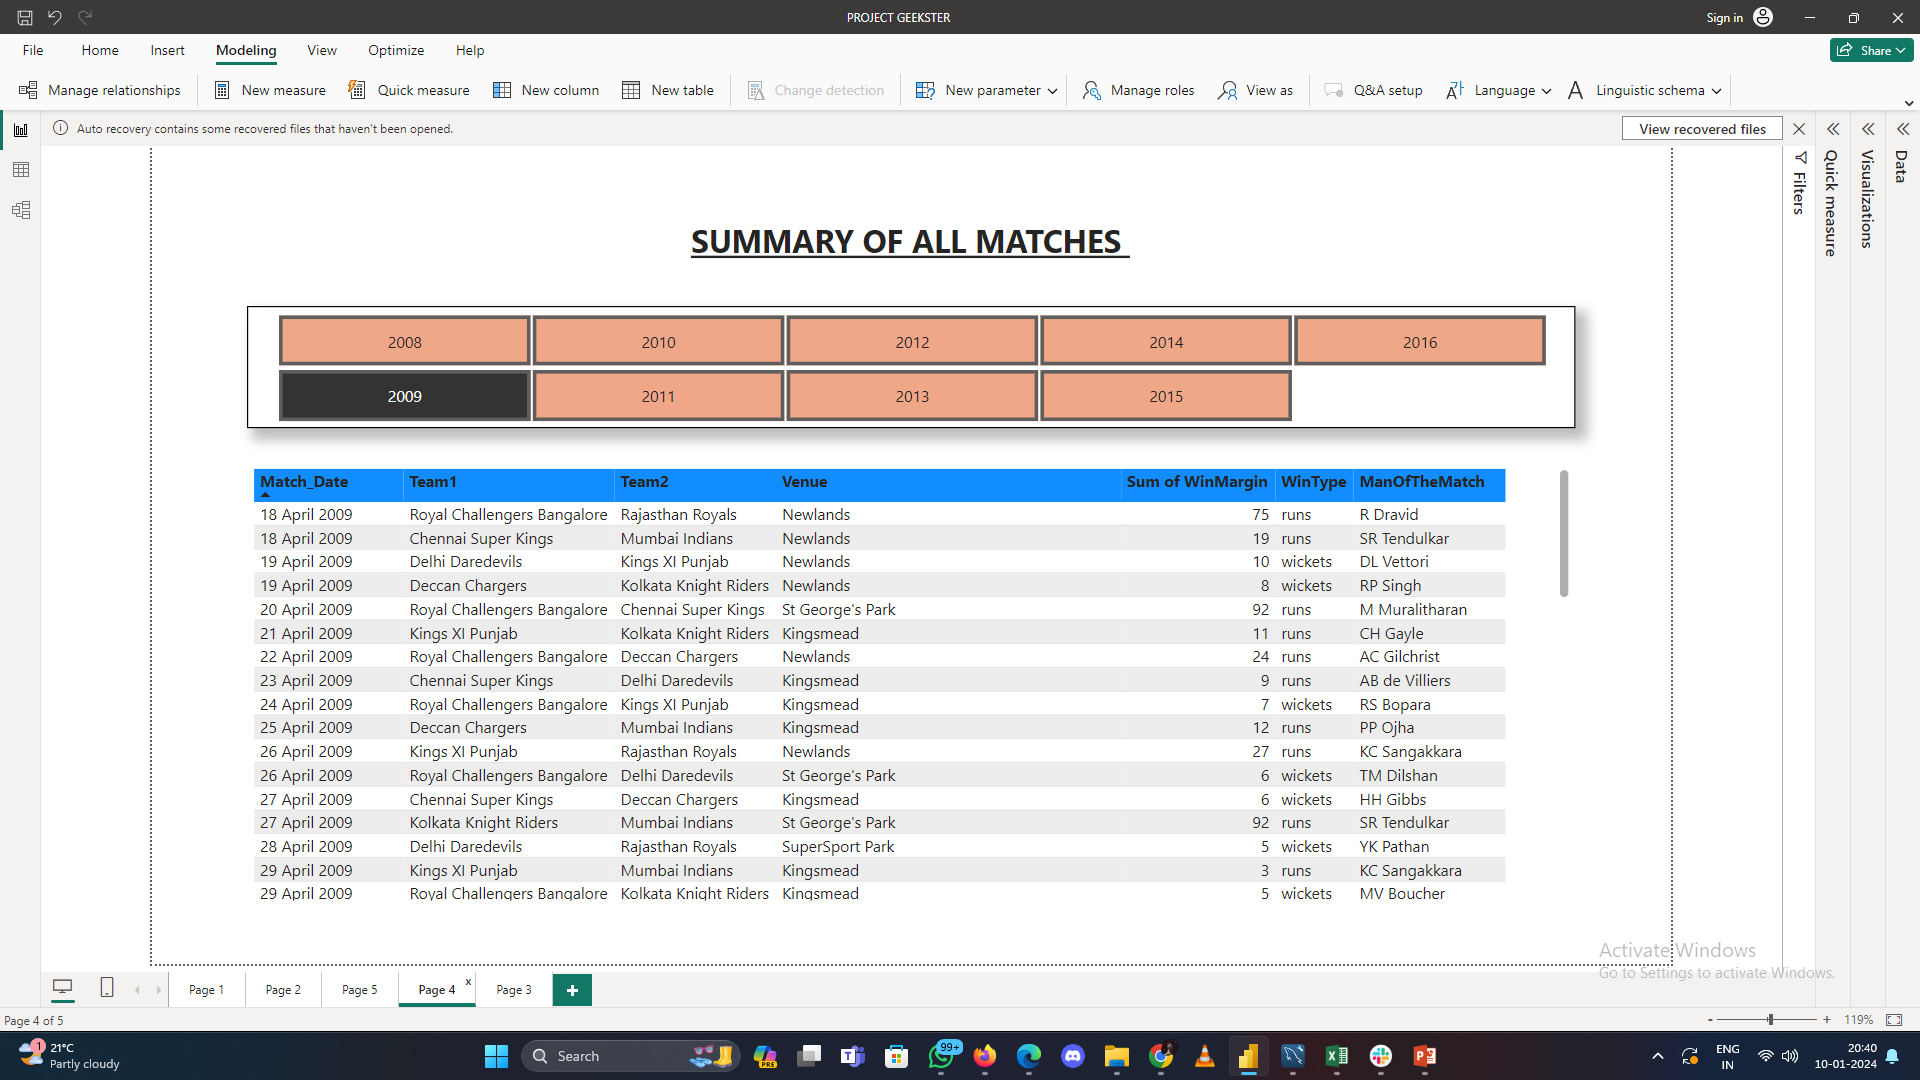 PROJECT GEEKSTER
Sign in
File Home Insert Modeling View Optimize Help
Share
Manage relationships New measure Quick measure New column New table Change detection New parameter Manage roles View as Q&A setup Language Linguistic schema
Auto recovery contains some recovered files that haven't been opened.
View recovered files
Filters
Quick measure
Visualizations
Data
SUMMARY OF ALL MATCHES
2008 2010 2012 2014 2016
2009 2011 2013 2015
Match_Date Team1 Team2 Venue Sum of WinMargin WinType ManOfTheMatch
18 April 2009 Royal Challengers Bangalore Rajasthan Royals Newlands 75 runs R Dravid
18 April 2009 Chennai Super Kings Mumbai Indians Newlands 19 runs SR Tendulkar
19 April 2009 Delhi Daredevils Kings XI Punjab Newlands 10 wickets DL Vettori
19 April 2009 Deccan Chargers Kolkata Knight Riders Newlands 8 wickets RP Singh
20 April 2009 Royal Challengers Bangalore Chennai Super Kings St George's Park 92 runs M Muralitharan
21 April 2009 Kings XI Punjab Kolkata Knight Riders Kingsmead 11 runs CH Gayle
22 April 2009 Royal Challengers Bangalore Deccan Chargers Newlands 24 runs AC Gilchrist
23 April 2009 Chennai Super Kings Delhi Daredevils Kingsmead 9 runs AB de Villiers
24 April 2009 Royal Challengers Bangalore Kings XI Punjab Kingsmead 7 wickets RS Bopara
25 April 2009 Deccan Chargers Mumbai Indians Kingsmead 12 runs PP Ojha
26 April 2009 Kings XI Punjab Rajasthan Royals Newlands 27 runs KC Sangakkara
26 April 2009 Royal Challengers Bangalore Delhi Daredevils St George's Park 6 wickets TM Dilshan
27 April 2009 Chennai Super Kings Deccan Chargers Kingsmead 6 wickets HH Gibbs
27 April 2009 Kolkata Knight Riders Mumbai Indians St George's Park 92 runs SR Tendulkar
28 April 2009 Delhi Daredevils Rajasthan Royals SuperSport Park 5 wickets YK Pathan
29 April 2009 Kings XI Punjab Mumbai Indians Kingsmead 3 runs KC Sangakkara
29 April 2009 Royal Challengers Bangalore Kolkata Knight Riders Kingsmead 5 wickets MV Boucher
Activate Windows
Go to Settings to activate Windows.
Page 1 Page 2 Page 5 Page 4 x Page 3 +
Page 4 of 5
- + 119%
1 21°C
Partly cloudy
Search
PRE
99+
ENG
IN
20:40
10-01-2024